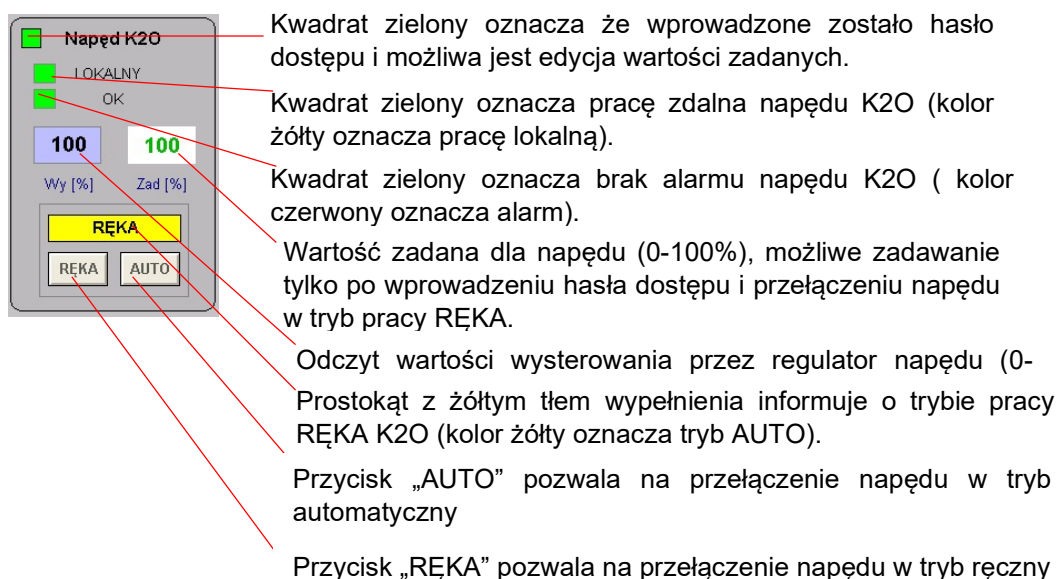 Napęd K2O
LOKALNY
OK
100 100
Wy [%] Zad [%]
RĘKA
RĘKA AUTO
Kwadrat zielony oznacza że wprowadzone zostało hasło
dostępu i możliwa jest edycja wartości zadanych.
Kwadrat zielony oznacza pracę zdalna napędu K2O (kolor
żółty oznacza pracę lokalną).
Kwadrat zielony oznacza brak alarmu napędu K2O ( kolor
czerwony oznacza alarm).
Wartość zadana dla napędu (0-100%), możliwe zadawanie
tylko po wprowadzeniu hasła dostępu i przełączeniu napędu
w tryb pracy RĘKA.
Odczyt wartości wysterowania przez regulator napędu (0-
Prostokąt z żółtym tłem wypełnienia informuje o trybie pracy
RĘKA K2O (kolor żółty oznacza tryb AUTO).
Przycisk „AUTO” pozwala na przełączenie napędu w tryb
automatyczny
Przycisk „RĘKA” pozwala na przełączenie napędu w tryb ręczny